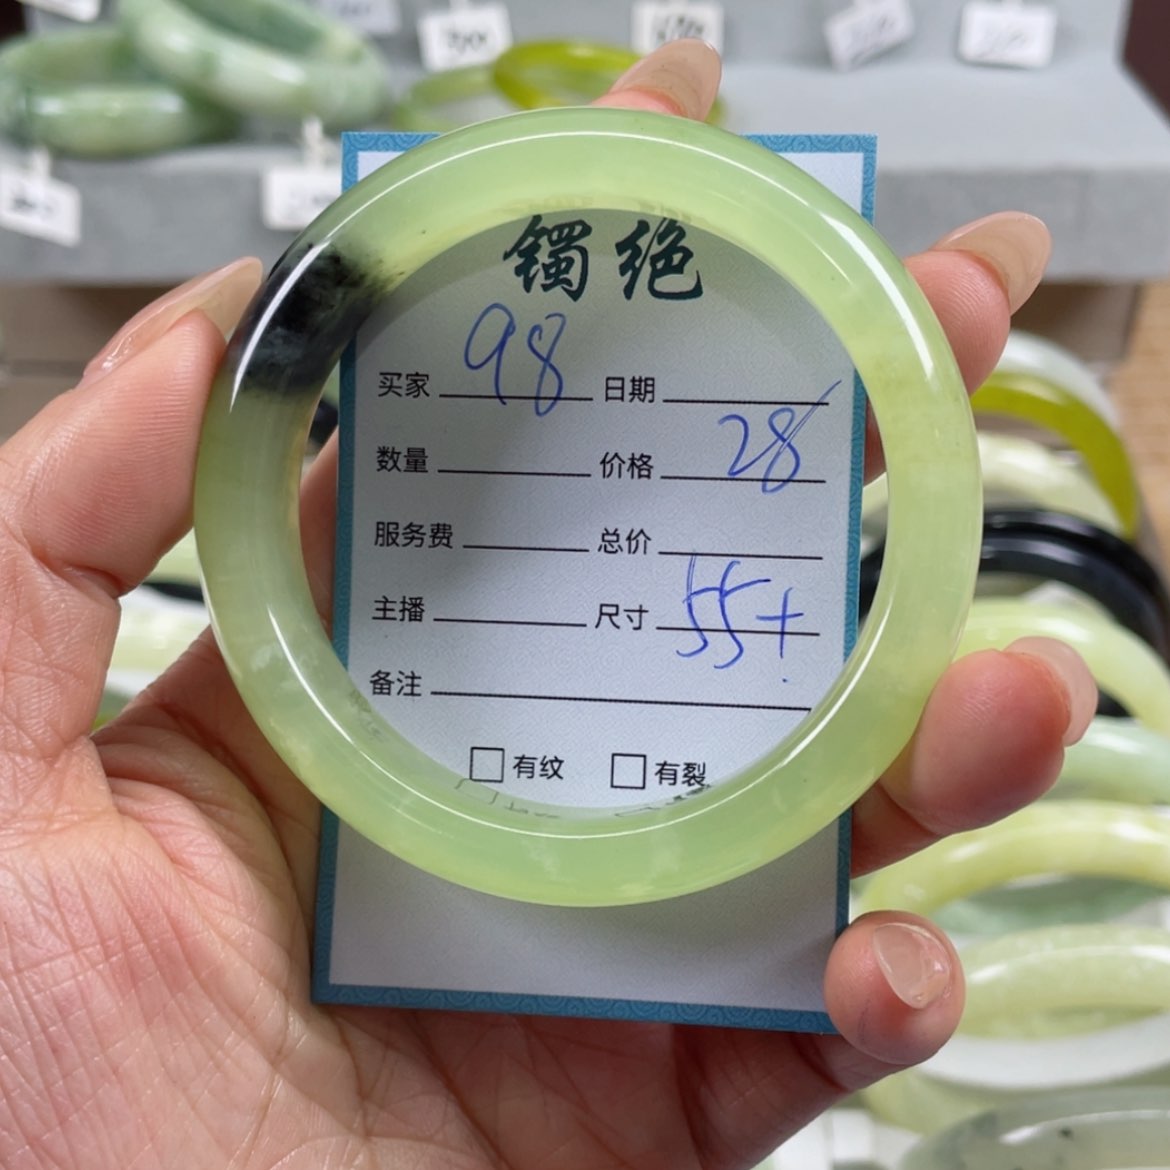 镯绝
98
买家 日期
28
数量 价格
服务费 总价
55+
主播 尺寸
备注
有纹 有裂